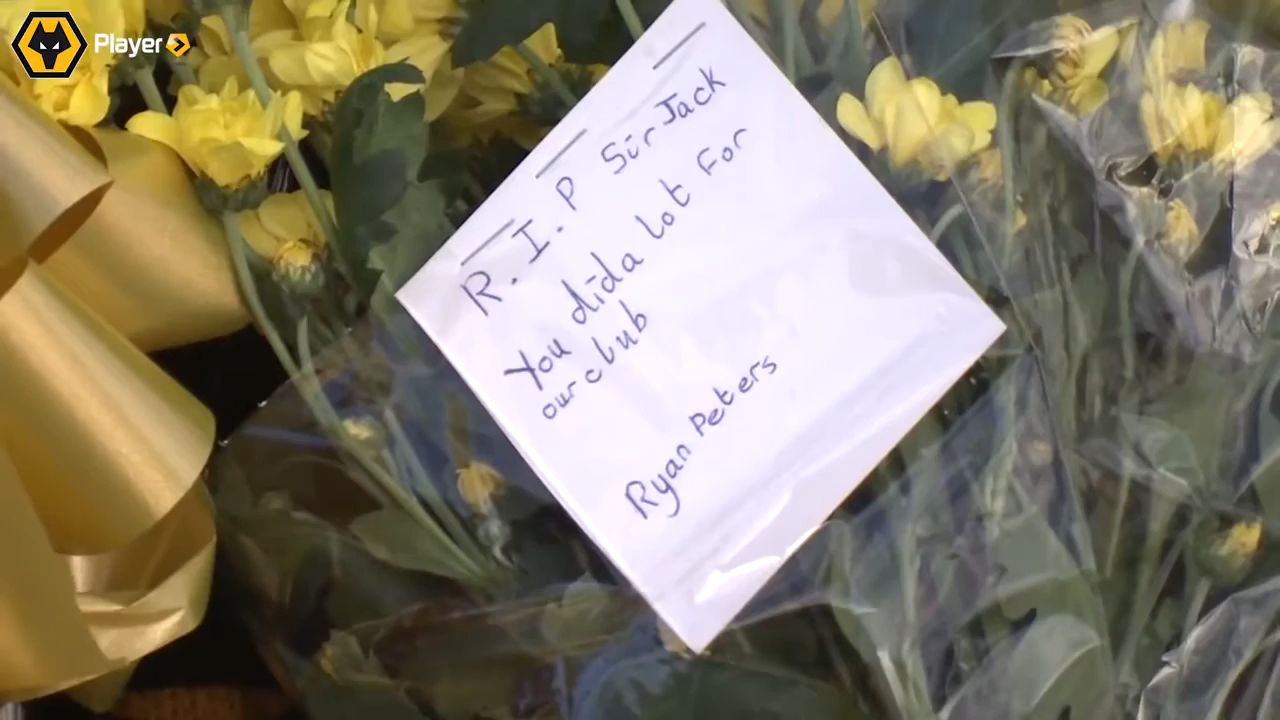 Player
R.I.P Sir Jack
You did a lot For
our club
Ryan Peters